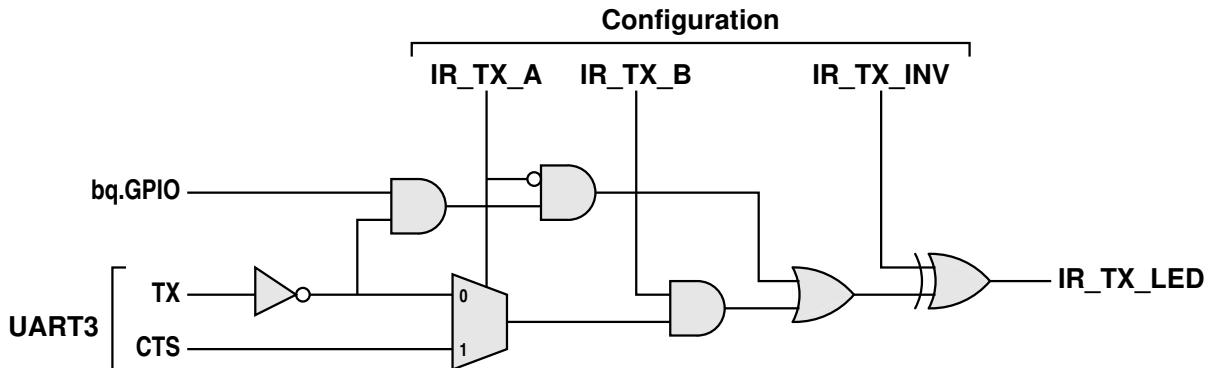 Configuration
IR_TX_A IR_TX_B IR_TX_INV
bq.GPIO
TX
0
IR_TX_LED
UART3
CTS
1